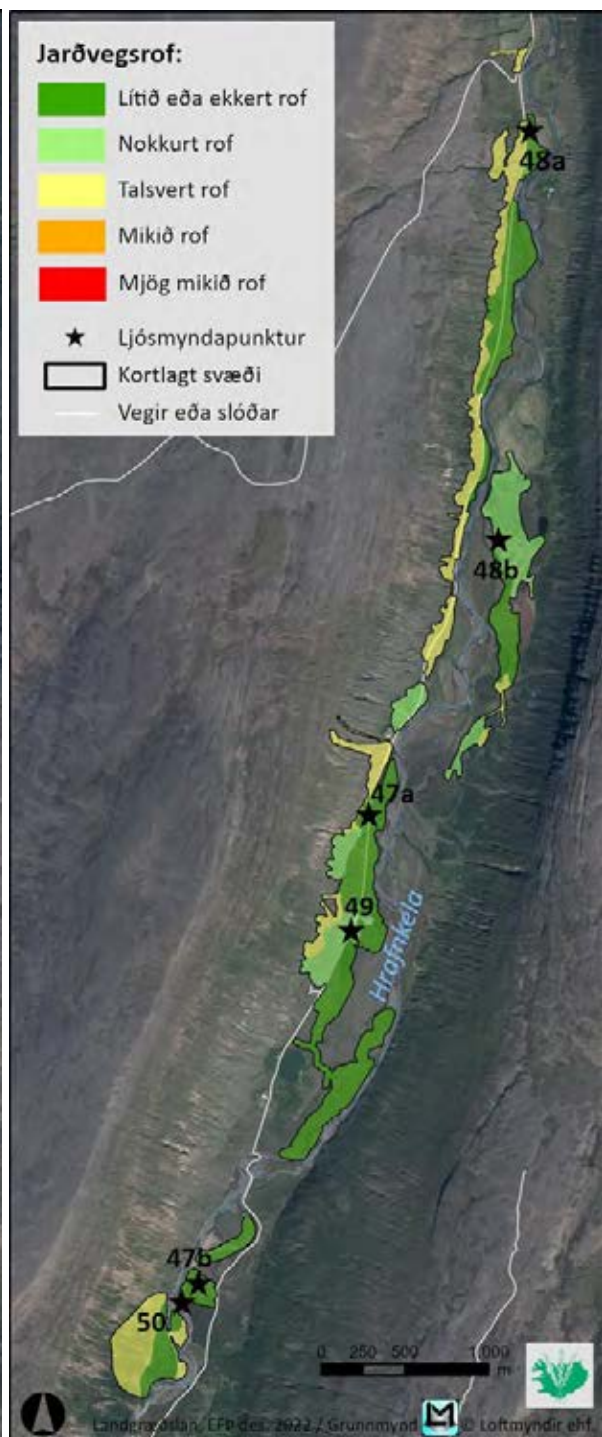 Jarðvegsrof:
Lítið eða ekkert rof
Nokkurt rof
Talsvert rof
Mikið rof
Mjög mikið rof
Ljósmyndapunktur
Kortlagt svæði
Vegir eða slóðar
48a
48b
47a
49
Hrafnkela
47b
50
0 250 500 1.000
m
Landgræðslan, EFÞ des. 2022 / Grunnmynd © Loftmyndir ehf.